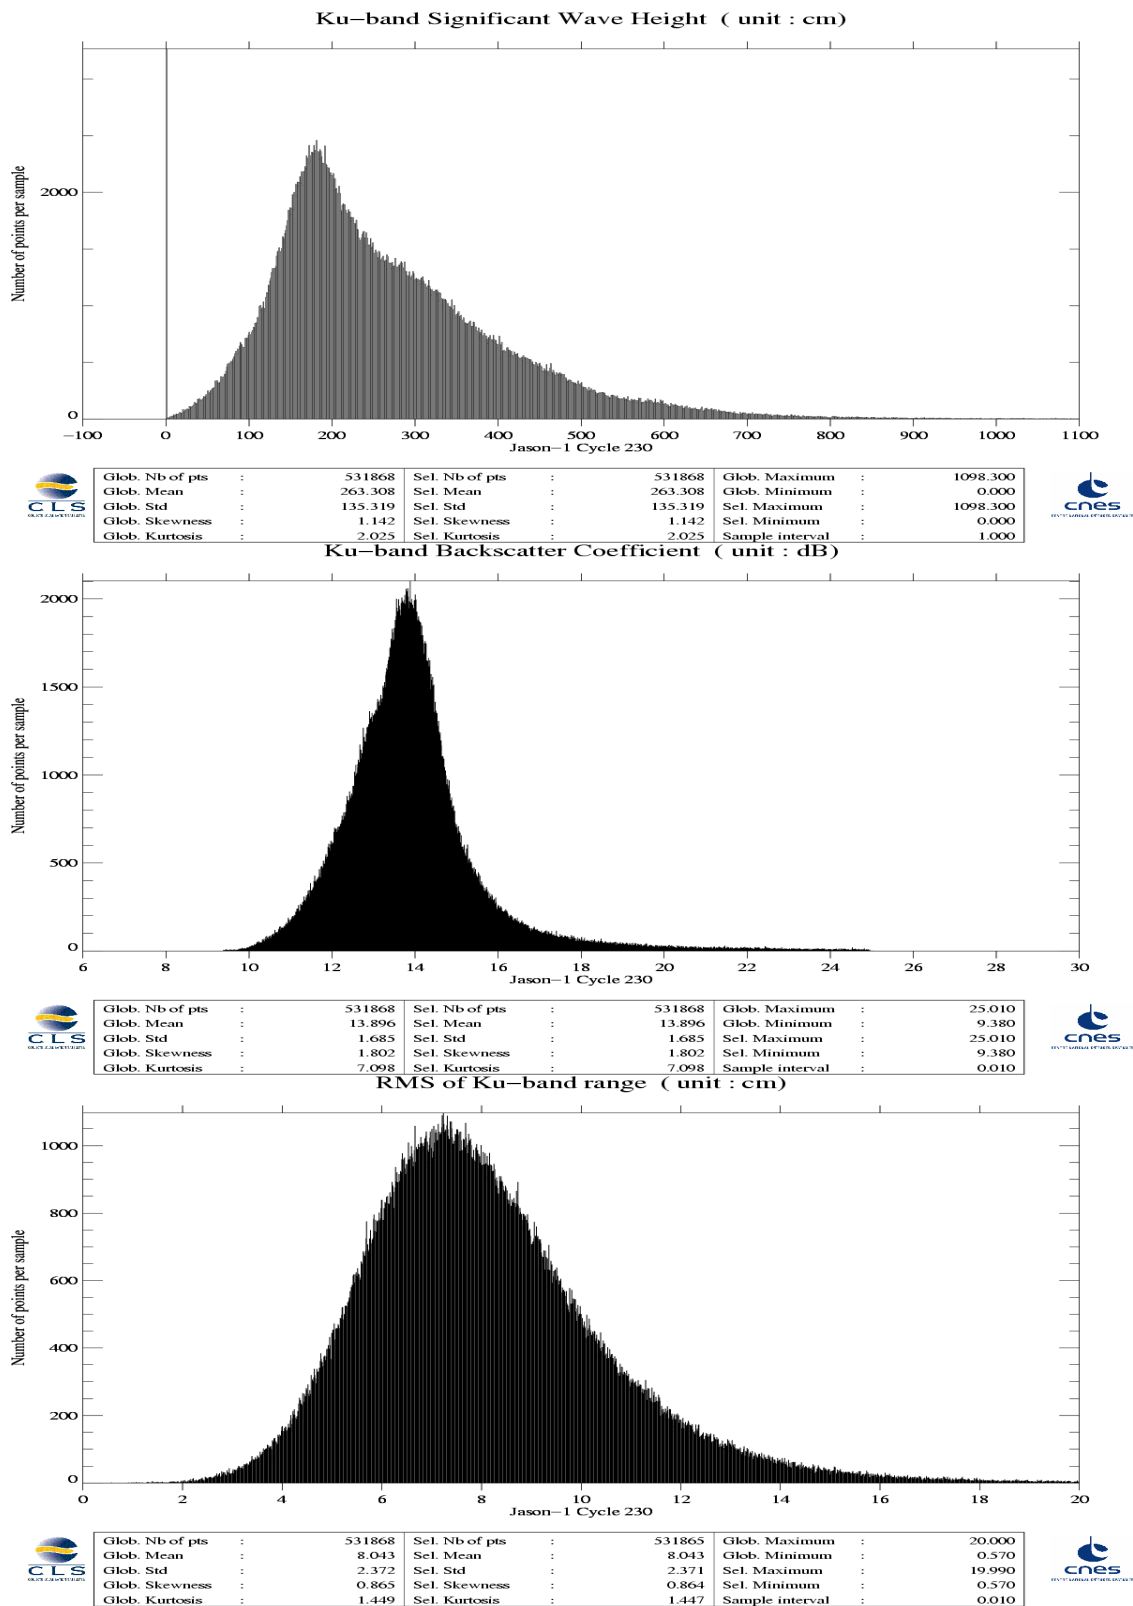 Ku-band Significant Wave Height ( unit : cm)
Number of points per sample
2000
0
-100 0 100 200 300 400 500 600 700 800 900 1000 1100
Jason-1 Cycle 230
CLS
Glob. Nb of pts : 531868 Sel. Nb of pts : 531868 Glob. Maximum : 1098.300
Glob. Mean : 263.308 Sel. Mean : 263.308 Glob. Minimum : 0.000
Glob. Std : 135.319 Sel. Std : 135.319 Sel. Maximum : 1098.300
Glob. Skewness : 1.142 Sel. Skewness : 1.142 Sel. Minimum : 0.000
Glob. Kurtosis : 2.025 Sel. Kurtosis : 2.025 Sample interval : 1.000
cnes
Ku-band Backscatter Coefficient ( unit : dB)
Number of points per sample
2000
1500
1000
500
0
6 8 10 12 14 16 18 20 22 24 26 28 30
Jason-1 Cycle 230
CLS
Glob. Nb of pts : 531868 Sel. Nb of pts : 531868 Glob. Maximum : 25.010
Glob. Mean : 13.896 Sel. Mean : 13.896 Glob. Minimum : 9.380
Glob. Std : 1.685 Sel. Std : 1.685 Sel. Maximum : 25.010
Glob. Skewness : 1.802 Sel. Skewness : 1.802 Sel. Minimum : 9.380
Glob. Kurtosis : 7.098 Sel. Kurtosis : 7.098 Sample interval : 0.010
cnes
RMS of Ku-band range ( unit : cm)
Number of points per sample
1000
800
600
400
200
0
0 2 4 6 8 10 12 14 16 18 20
Jason-1 Cycle 230
CLS
Glob. Nb of pts : 531868 Sel. Nb of pts : 531865 Glob. Maximum : 20.000
Glob. Mean : 8.043 Sel. Mean : 8.043 Glob. Minimum : 0.570
Glob. Std : 2.372 Sel. Std : 2.371 Sel. Maximum : 19.990
Glob. Skewness : 0.865 Sel. Skewness : 0.864 Sel. Minimum : 0.570
Glob. Kurtosis : 1.449 Sel. Kurtosis : 1.447 Sample interval : 0.010
cnes